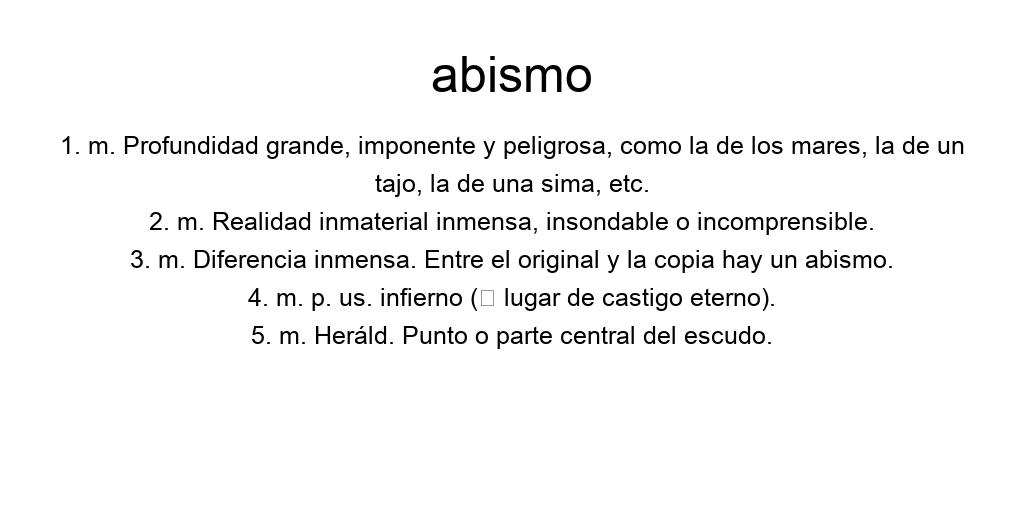 abismo
1. m. Profundidad grande, imponente y peligrosa, como la de los mares, la de un
tajo, la de una sima, etc.
2. m. Realidad inmaterial inmensa, insondable o incomprensible.
3. m. Diferencia inmensa. Entre el original y la copia hay un abismo.
4. m. p. us. infierno (▯ lugar de castigo eterno).
5. m. Heráld. Punto o parte central del escudo.